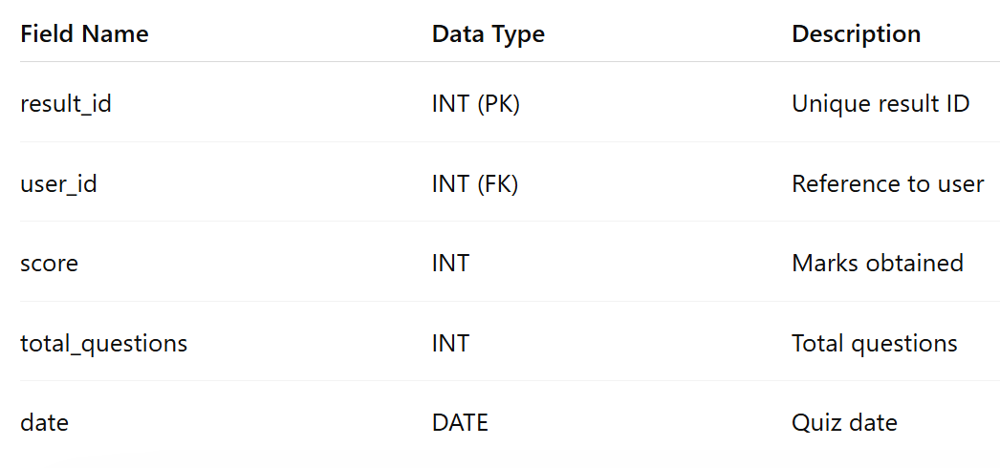 Field Name Data Type Description
result_id INT (PK) Unique result ID
user_id INT (FK) Reference to user
score INT Marks obtained
total_questions INT Total questions
date DATE Quiz date